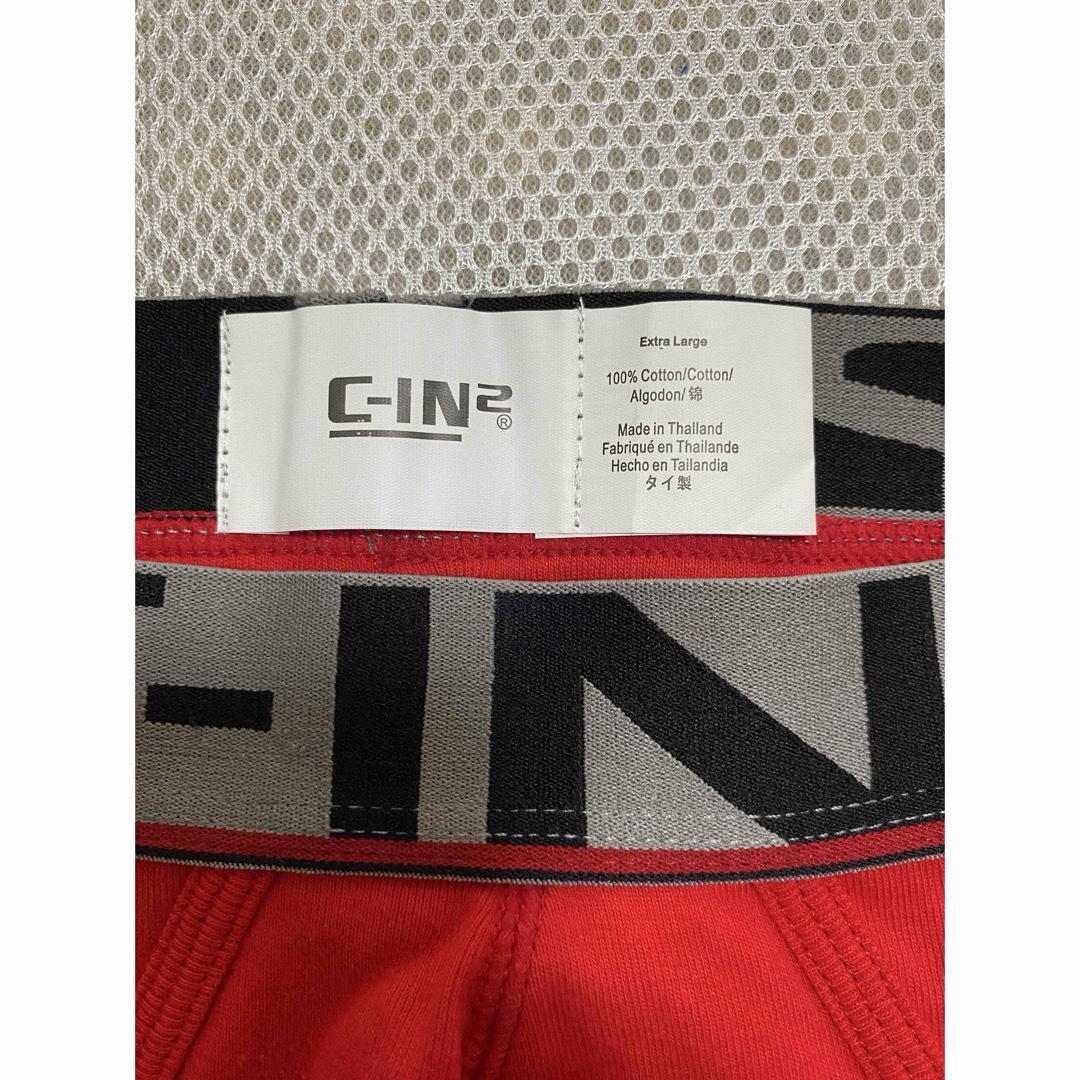 C-IN2®
Extra Large
100% Cotton/Cotton/
Algodon/ 锦
Made in Thailand
Fabriqué en Thailande
Hecho en Tailandia
タイ製
-IN